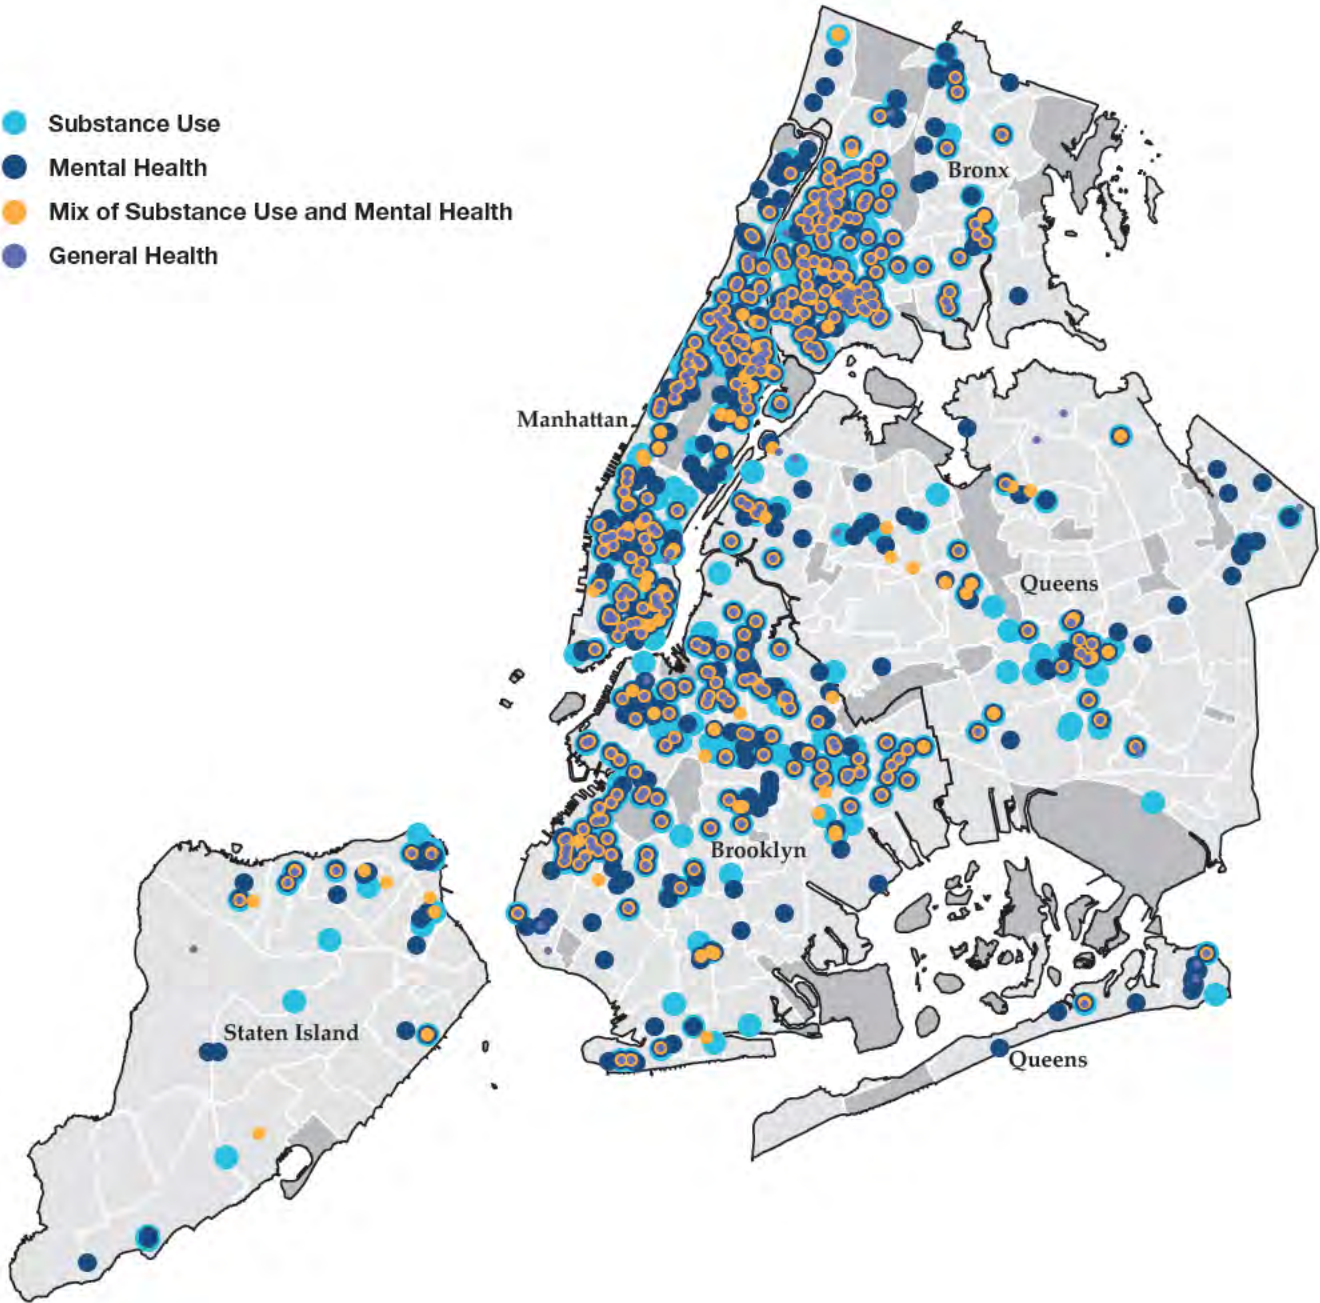 Substance Use
Mental Health
Mix of Substance Use and Mental Health
General Health
Bronx
Manhattan
Queens
Brooklyn
Staten Island
Queens